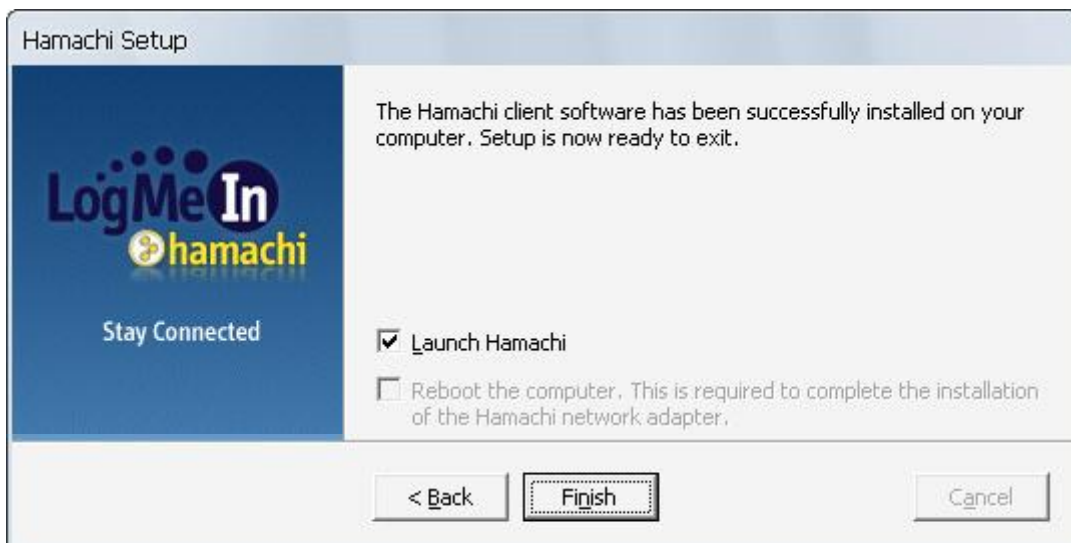 Hamachi Setup
LogMeIn
hamachi
Stay Connected
The Hamachi client software has been successfully installed on your
computer. Setup is now ready to exit.
Launch Hamachi
Reboot the computer. This is required to complete the installation
of the Hamachi network adapter.
< Back
Finish
Cancel